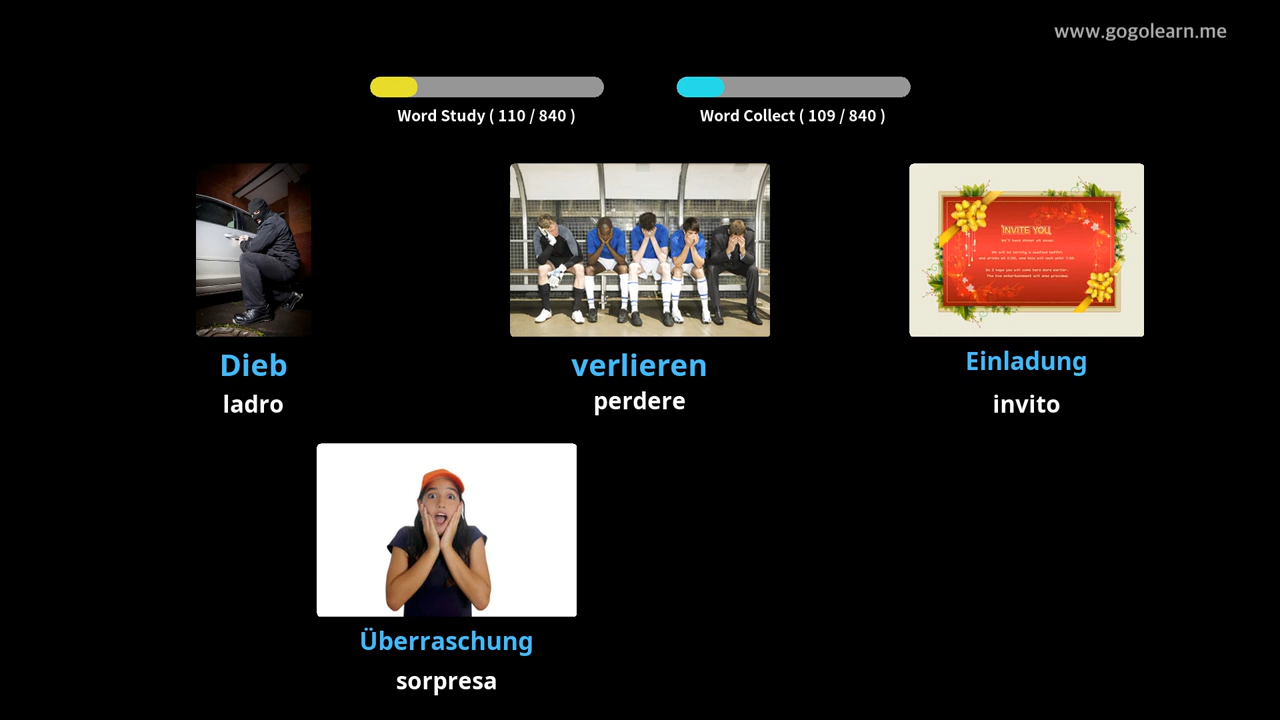 www.gogolearn.me
Word Study ( 110 / 840 )
Word Collect ( 109 / 840 )
INVITE YOU
Dieb
ladro
verlieren
perdere
Einladung
invito
Überraschung
sorpresa